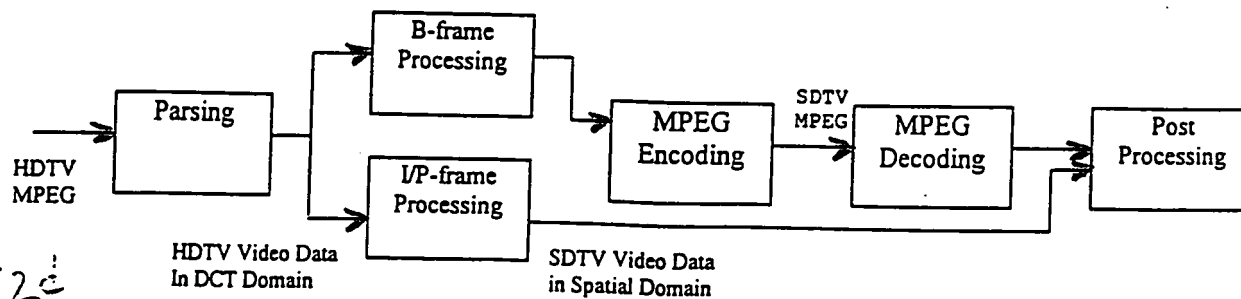 HDTV
MPEG
Parsing
B-frame
Processing
I/P-frame
Processing
HDTV Video Data
In DCT Domain
SDTV Video Data
in Spatial Domain
MPEG
Encoding
SDTV
MPEG
MPEG
Decoding
Post
Processing